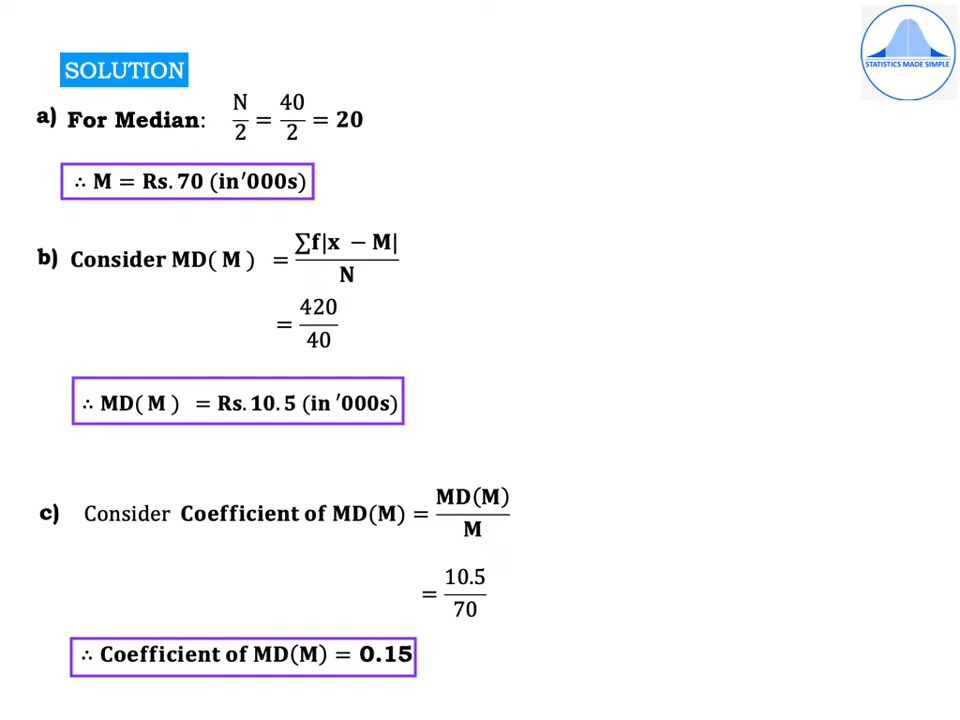 STATISTICS MADE SIMPLE
SOLUTION
a) For Median: N/2 = 40/2 = 20
∴ M = Rs. 70 (in′000s)
b) Consider MD( M ) = ∑f|x − M| / N
= 420/40
∴ MD( M ) = Rs. 10. 5 (in ′000s)
c) Consider Coefficient of MD(M) = MD(M) / M
= 10.5/70
∴ Coefficient of MD(M) = 0.15